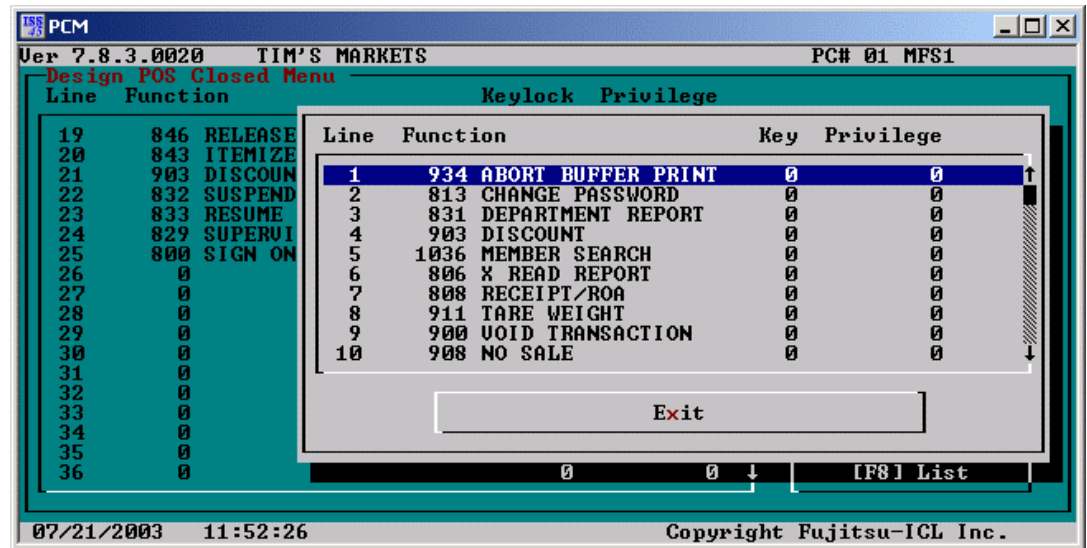 ISS 45 PCM
Ver 7.8.3.0020 TIM'S MARKETS PC# 01 MFS1
Design POS Closed Menu
Line Function Keylock Privilege
19 846 RELEASE
20 843 ITEMIZE
21 903 DISCOUN
22 832 SUSPEND
23 833 RESUME
24 829 SUPERVI
25 800 SIGN ON
26 0
27 0
28 0
29 0
30 0
31 0
32 0
33 0
34 0
35 0
36 0 0 0 ↓
Line Function Key Privilege
1 934 ABORT BUFFER PRINT 0 0
2 813 CHANGE PASSWORD 0 0
3 831 DEPARTMENT REPORT 0 0
4 903 DISCOUNT 0 0
5 1036 MEMBER SEARCH 0 0
6 806 X READ REPORT 0 0
7 808 RECEIPT/ROA 0 0
8 911 TARE WEIGHT 0 0
9 900 VOID TRANSACTION 0 0
10 908 NO SALE 0 0
Exit
[F8] List
07/21/2003 11:52:26 Copyright Fujitsu-ICL Inc.